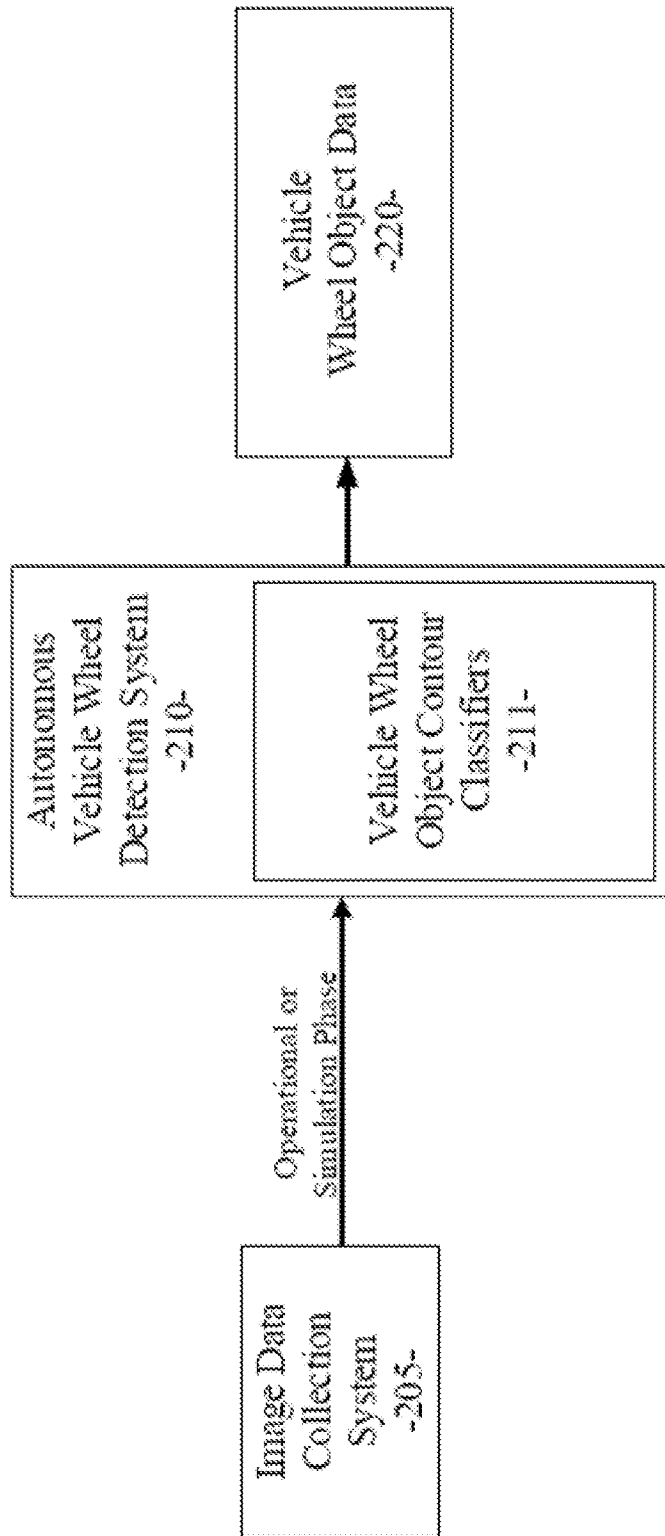 Image Data
Collection
System
-205-
Operational or
Simulation Phase
Autonomous
Vehicle Wheel
Detection System
-210-
Vehicle Wheel
Object Contour
Classifiers
-211-
Vehicle
Wheel Object Data
-220-